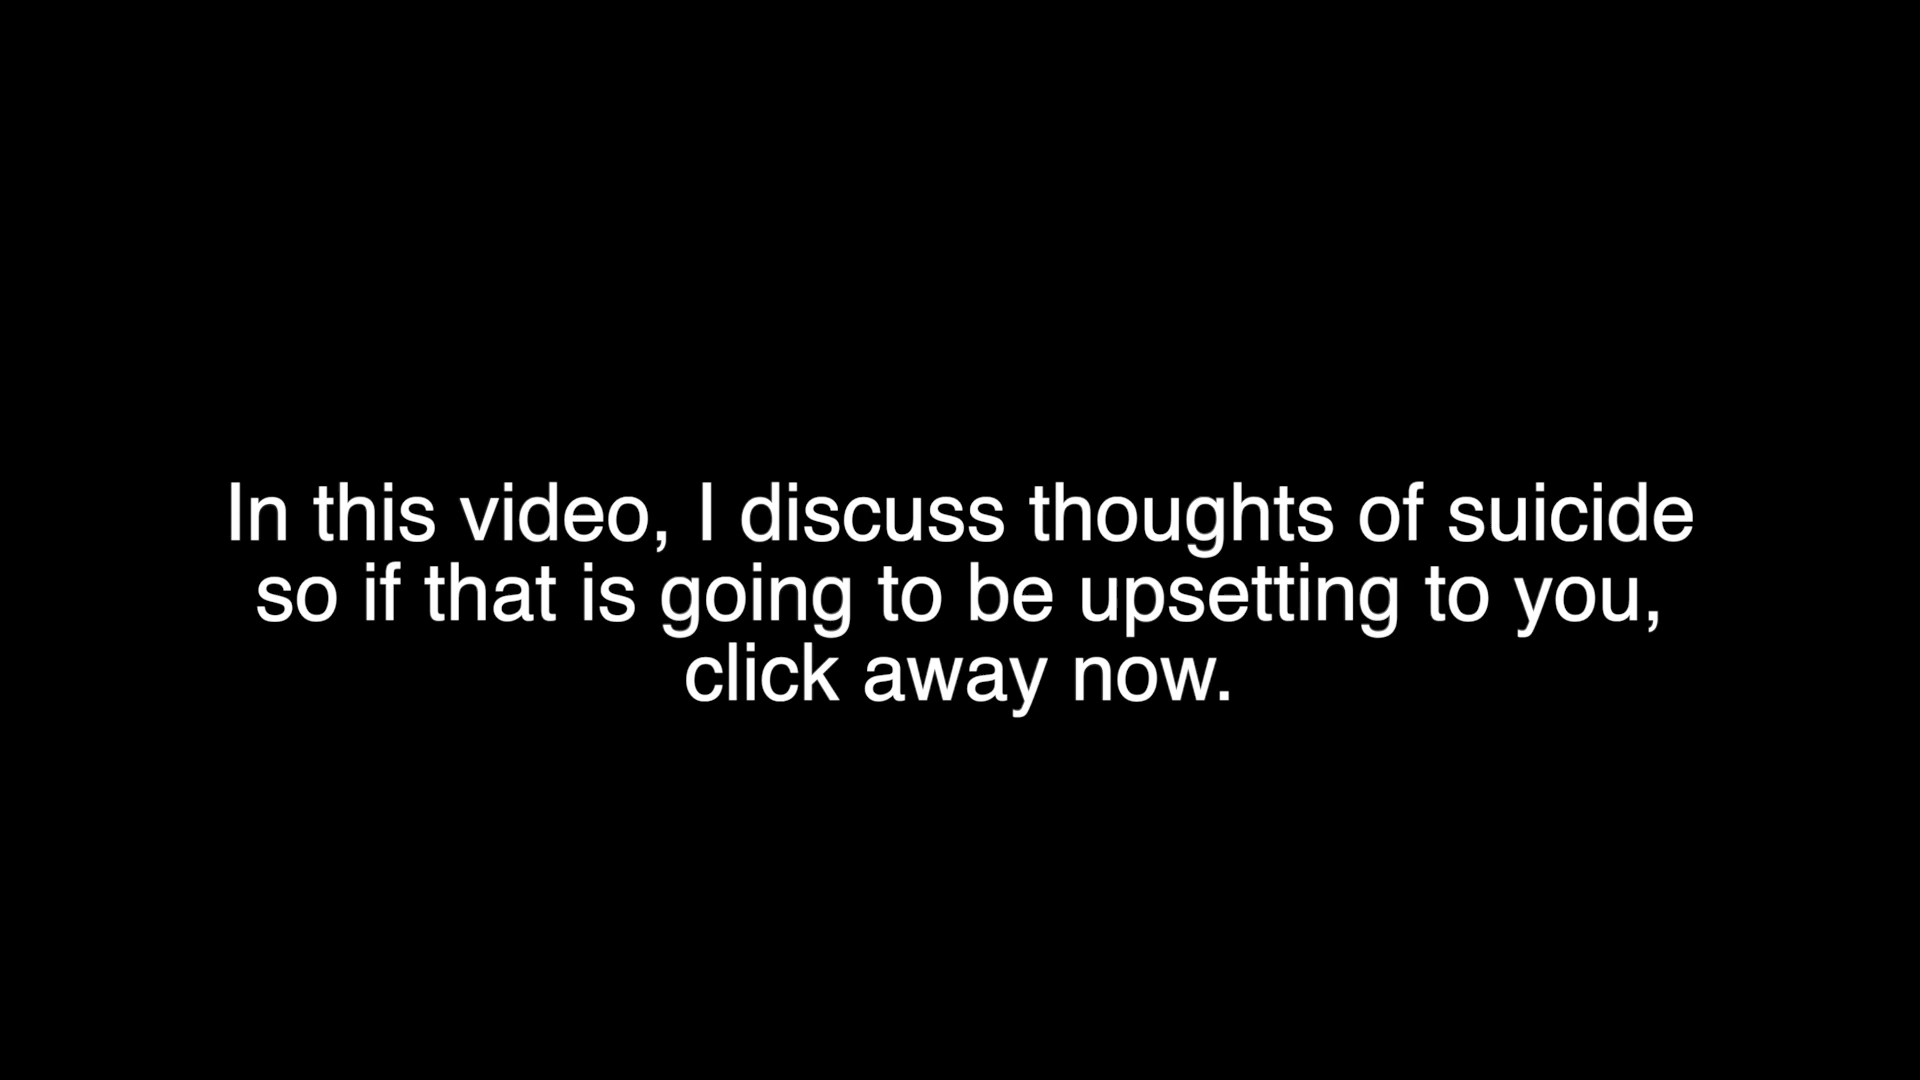 In this video, I discuss thoughts of suicide
so if that is going to be upsetting to you,
click away now.